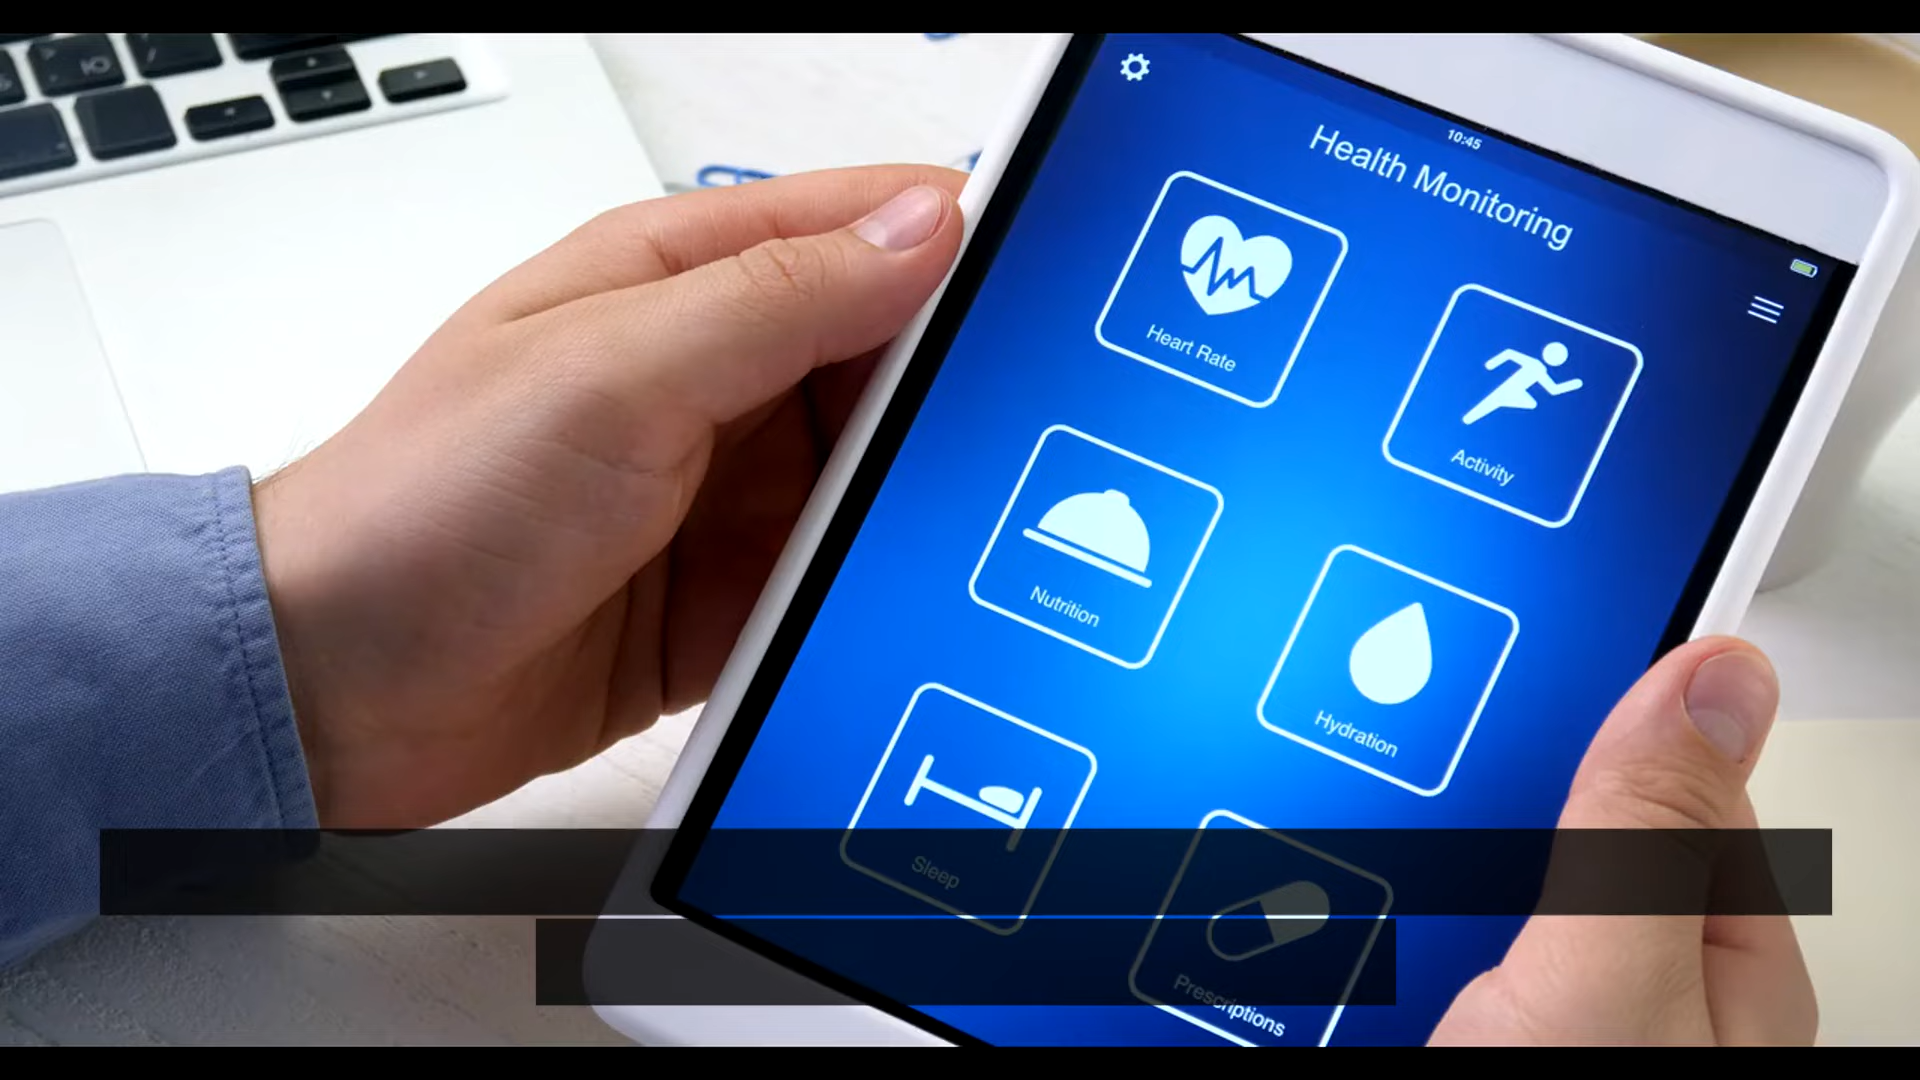 10:45
Health Monitoring
Heart Rate
Activity
Nutrition
Hydration
Sleep
Prescriptions
Ю